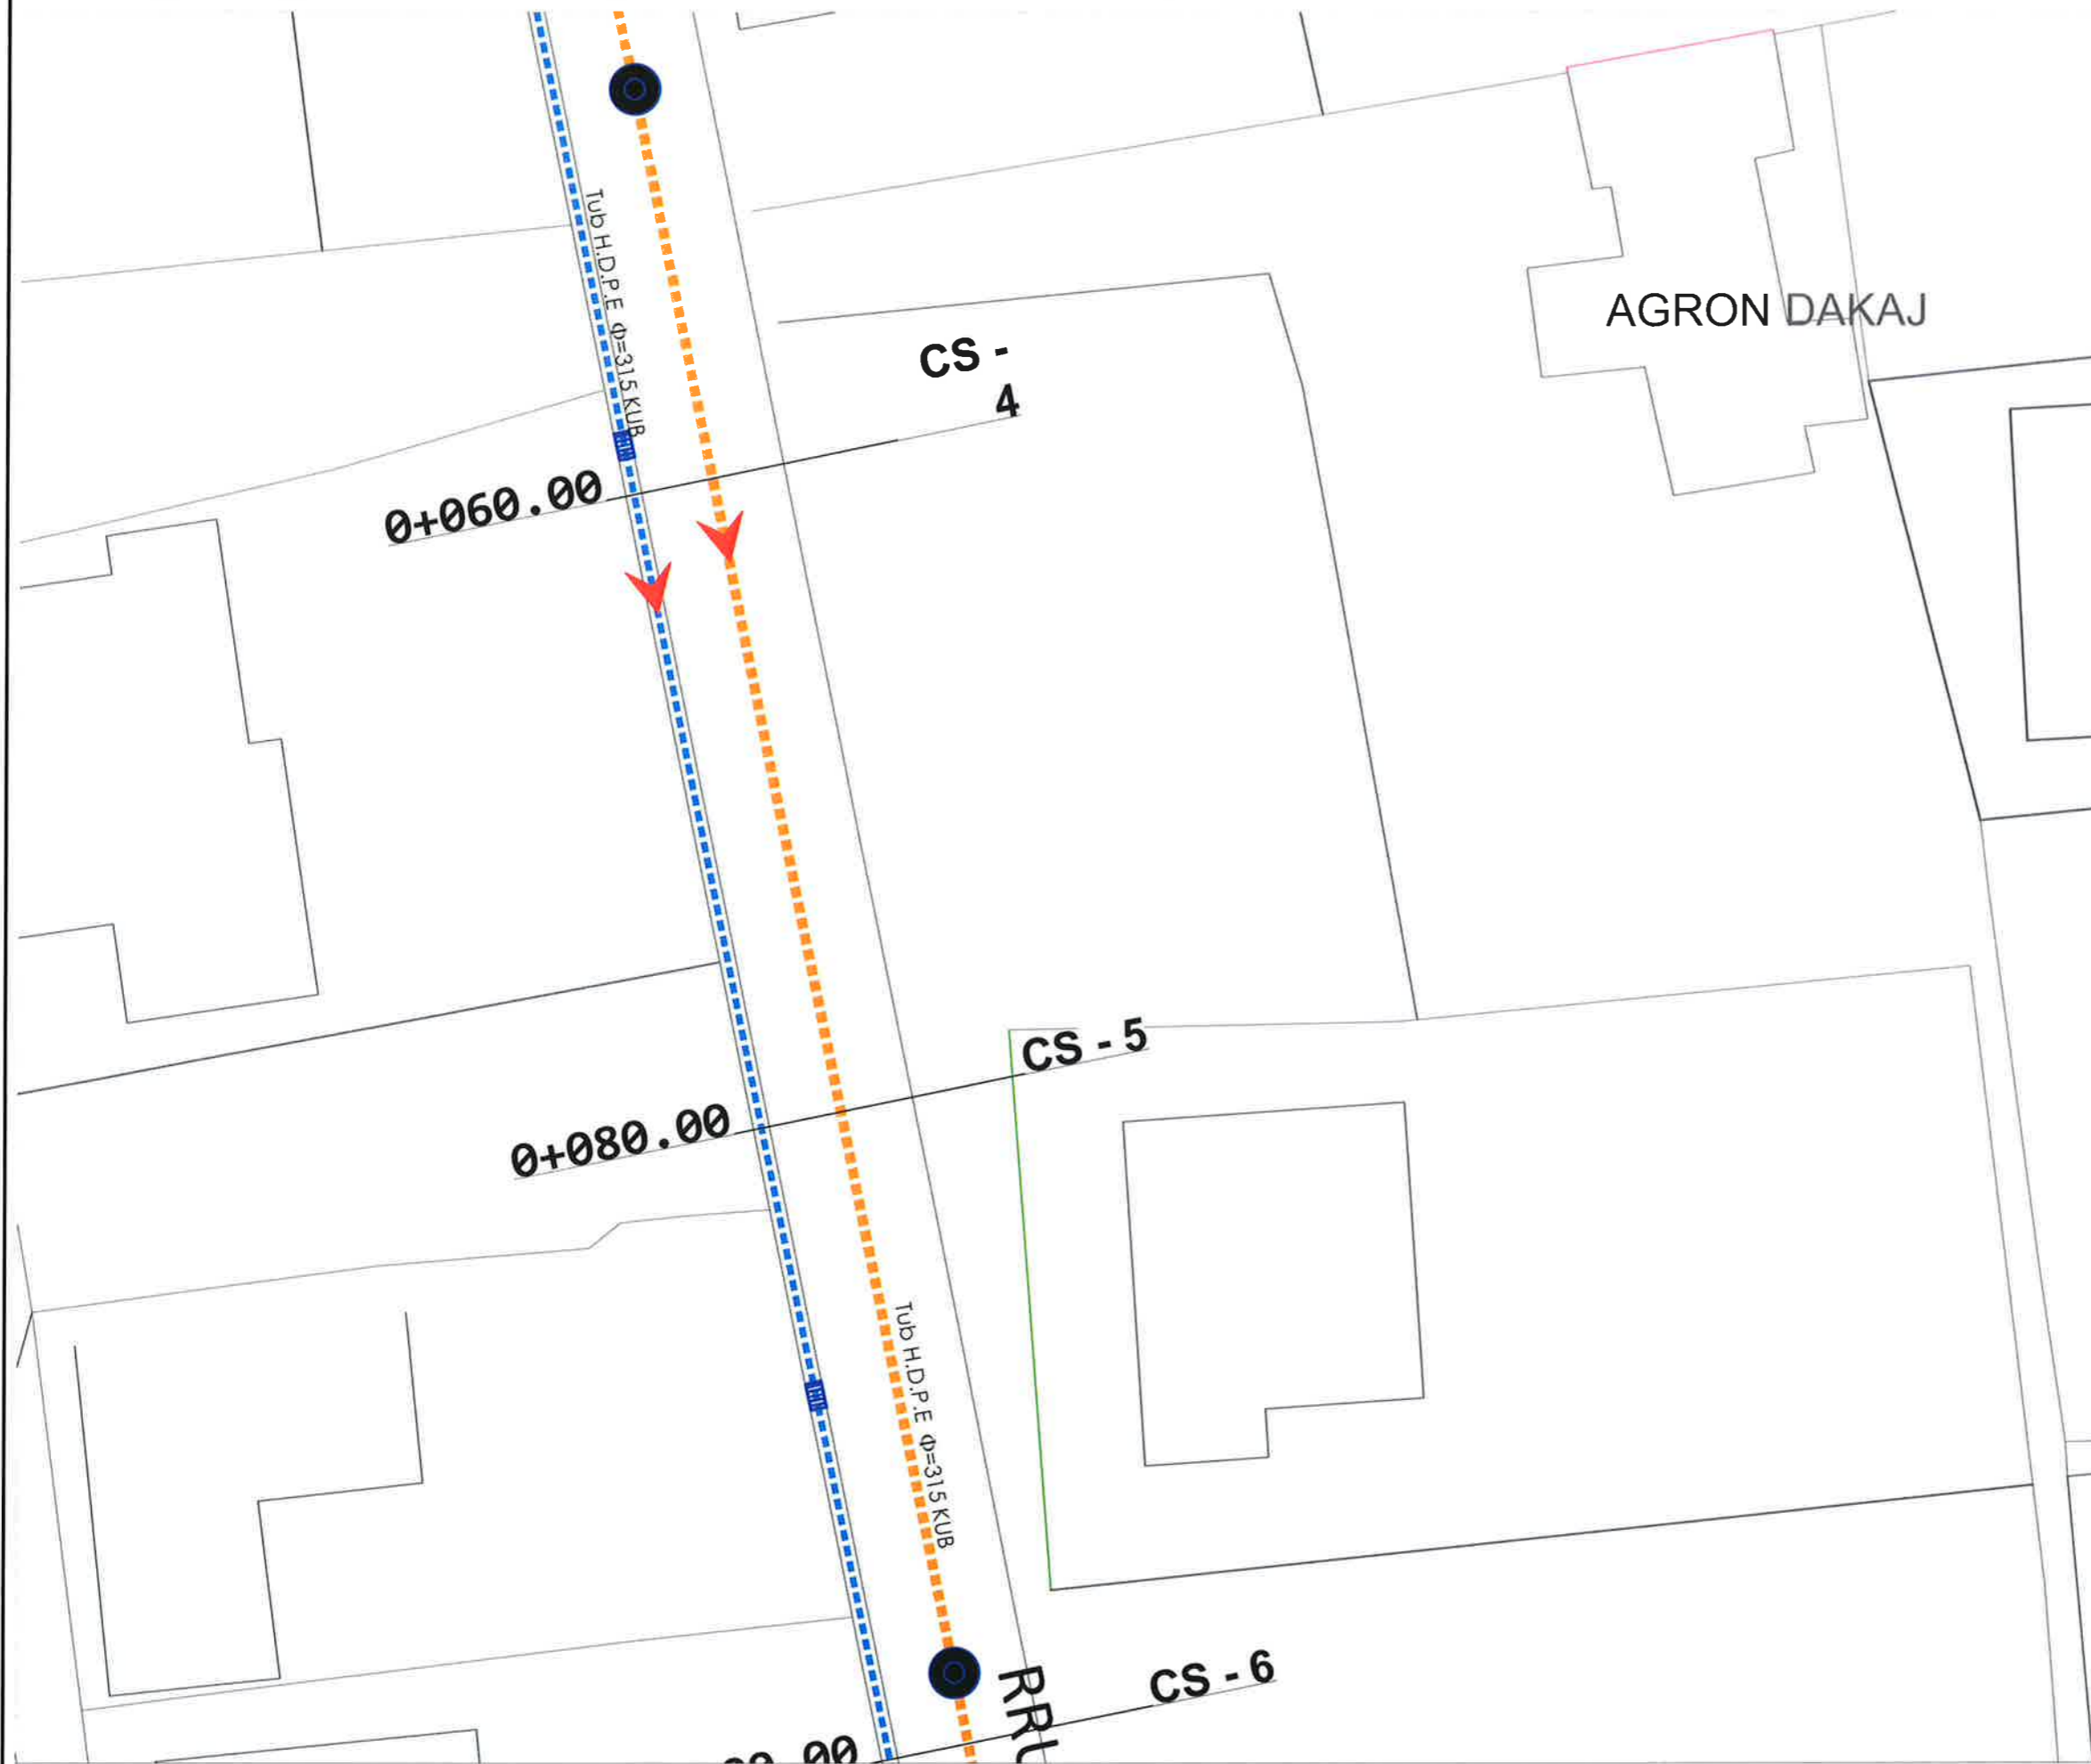 Tub H.D.P.E Φ=315 KUB
AGRON DAKAJ
CS -
4
0+060.00
CS - 5
0+080.00
Tub H.D.P.E Φ=315 KUB
CS - 6